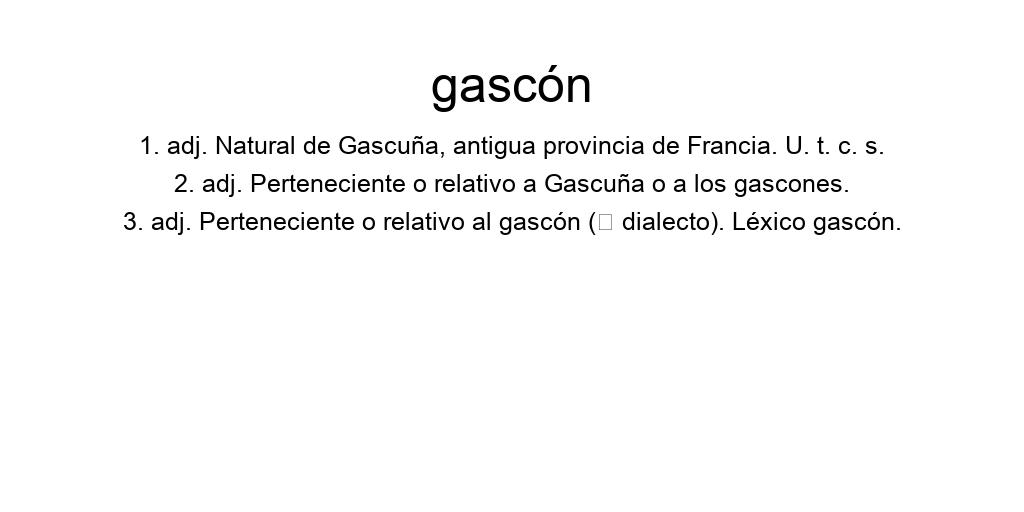 gascón
1. adj. Natural de Gascuña, antigua provincia de Francia. U. t. c. s.
2. adj. Perteneciente o relativo a Gascuña o a los gascones.
3. adj. Perteneciente o relativo al gascón (□ dialecto). Léxico gascón.